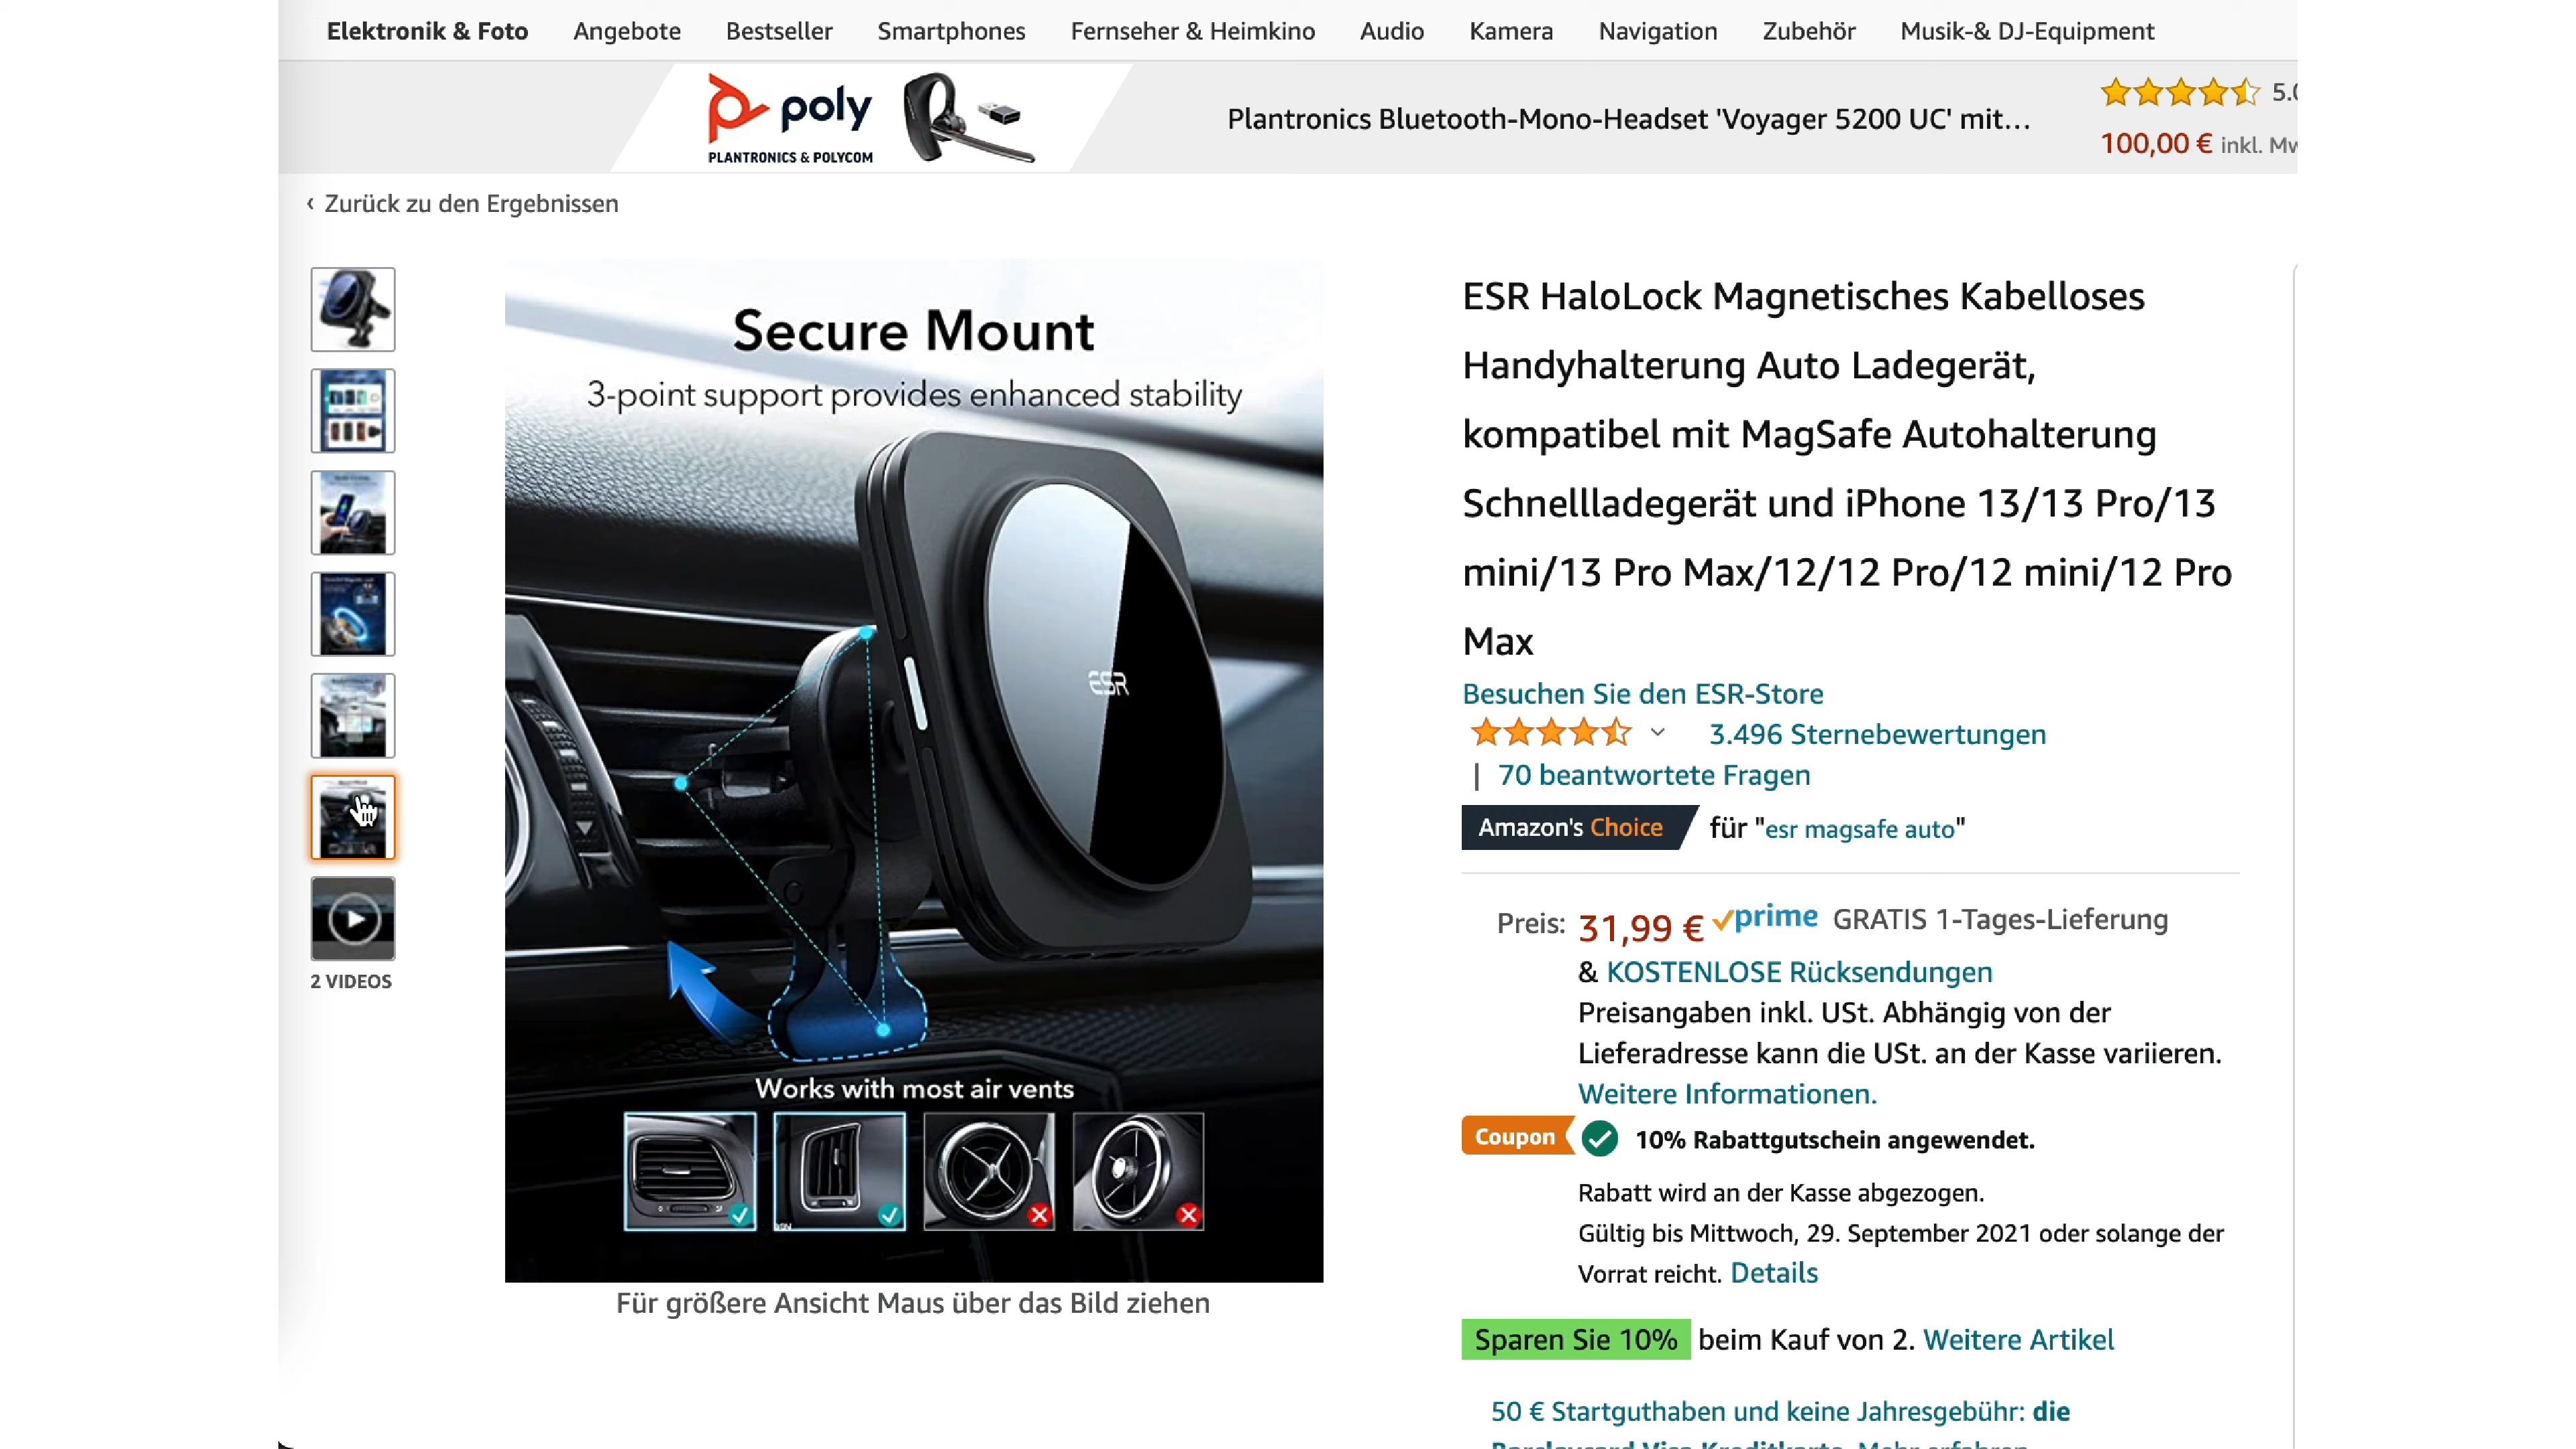 Elektronik & Foto Angebote Bestseller Smartphones Fernseher & Heimkino Audio Kamera Navigation Zubehör Musik-& DJ-Equipment
poly
PLANTRONICS & POLYCOM
Plantronics Bluetooth-Mono-Headset 'Voyager 5200 UC' mit...
100,00 € inkl.
‹ Zurück zu den Ergebnissen
2 VIDEOS
Secure Mount
3-point support provides enhanced stability
ESR
Works with most air vents
Für größere Ansicht Maus über das Bild ziehen
ESR HaloLock Magnetisches Kabelloses
Handyhalterung Auto Ladegerät,
kompatibel mit MagSafe Autohalterung
Schnellladegerät und iPhone 13/13 Pro/13
mini/13 Pro Max/12/12 Pro/12 mini/12 Pro
Max
Besuchen Sie den ESR-Store
3.496 Sternebewertungen
| 70 beantwortete Fragen
Amazon's Choice für "esr magsafe auto"
Preis: 31,99 € prime GRATIS 1-Tages-Lieferung
& KOSTENLOSE Rücksendungen
Preisangaben inkl. USt. Abhängig von der
Lieferadresse kann die USt. an der Kasse variieren.
Weitere Informationen.
Coupon 10% Rabattgutschein angewendet.
Rabatt wird an der Kasse abgezogen.
Gültig bis Mittwoch, 29. September 2021 oder solange der
Vorrat reicht. Details
Sparen Sie 10% beim Kauf von 2. Weitere Artikel
50 € Startguthaben und keine Jahresgebühr: die